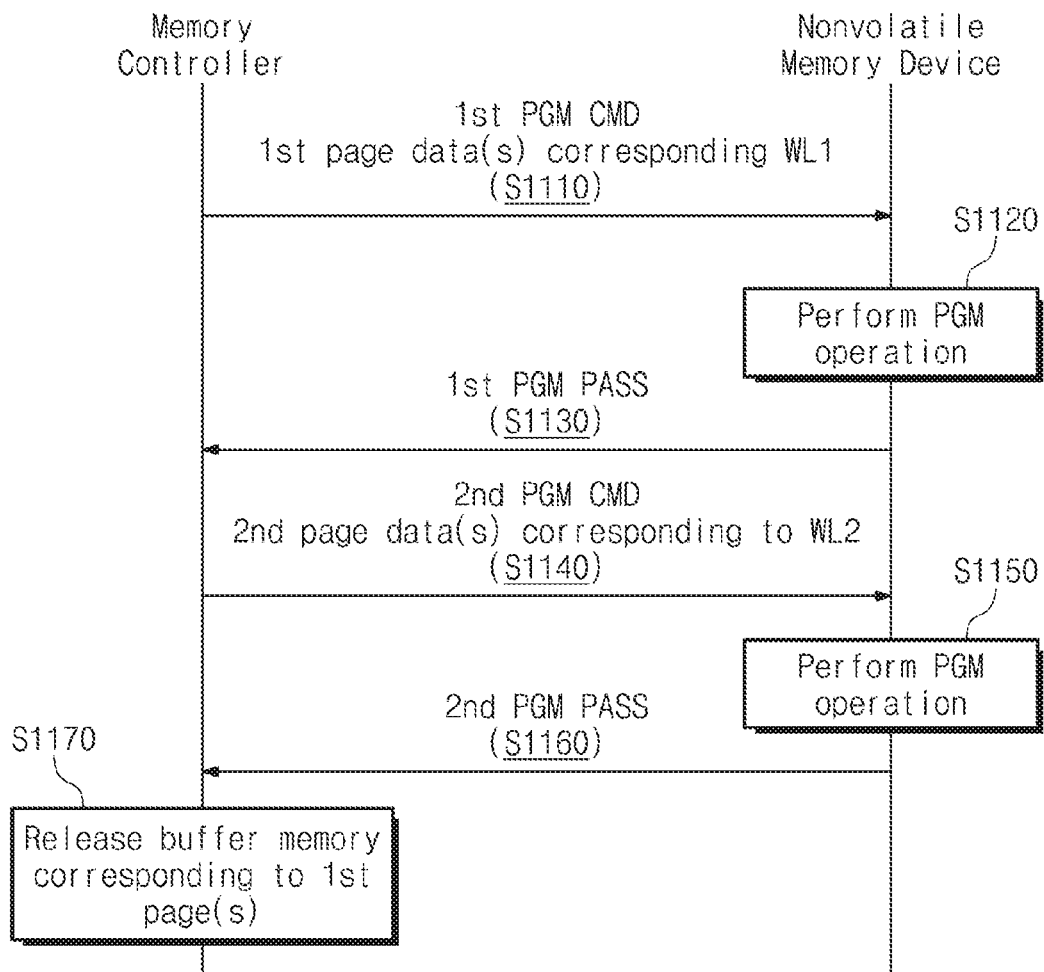 Memory
Controller
Nonvolatile
Memory Device
1st PGM CMD
1st page data(s) corresponding WL1
(S1110)
S1120
Perform PGM
operation
1st PGM PASS
(S1130)
2nd PGM CMD
2nd page data(s) corresponding to WL2
(S1140)
S1150
Perform PGM
operation
2nd PGM PASS
(S1160)
S1170
Release buffer memory
corresponding to 1st
page(s)